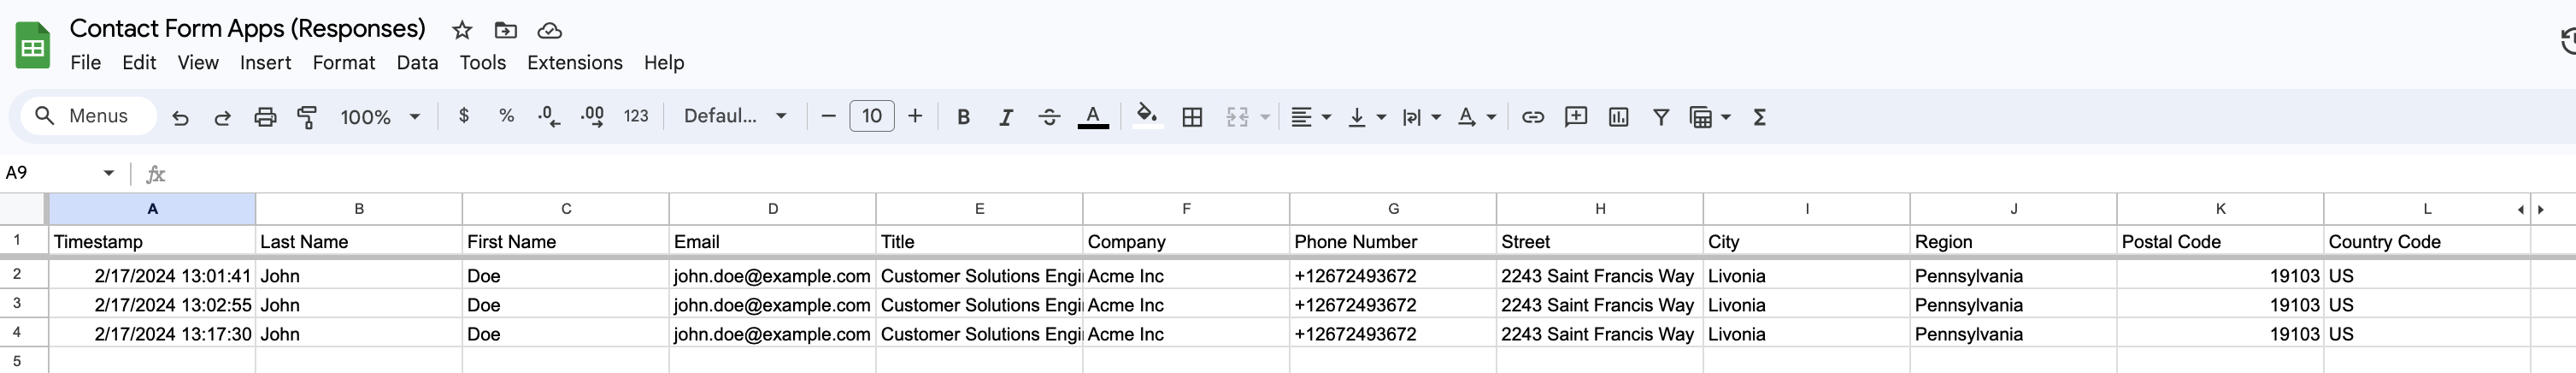 Contact Form Apps (Responses)
File Edit View Insert Format Data Tools Extensions Help
Menus 100% $ % .0 .00 123 Defaul... 10 B I A A Σ
A9 fx
A B C D E F G H I J K L
1 Timestamp Last Name First Name Email Title Company Phone Number Street City Region Postal Code Country Code
2 2/17/2024 13:01:41 John Doe john.doe@example.com Customer Solutions Engi Acme Inc +12672493672 2243 Saint Francis Way Livonia Pennsylvania 19103 US
3 2/17/2024 13:02:55 John Doe john.doe@example.com Customer Solutions Engi Acme Inc +12672493672 2243 Saint Francis Way Livonia Pennsylvania 19103 US
4 2/17/2024 13:17:30 John Doe john.doe@example.com Customer Solutions Engi Acme Inc +12672493672 2243 Saint Francis Way Livonia Pennsylvania 19103 US
5